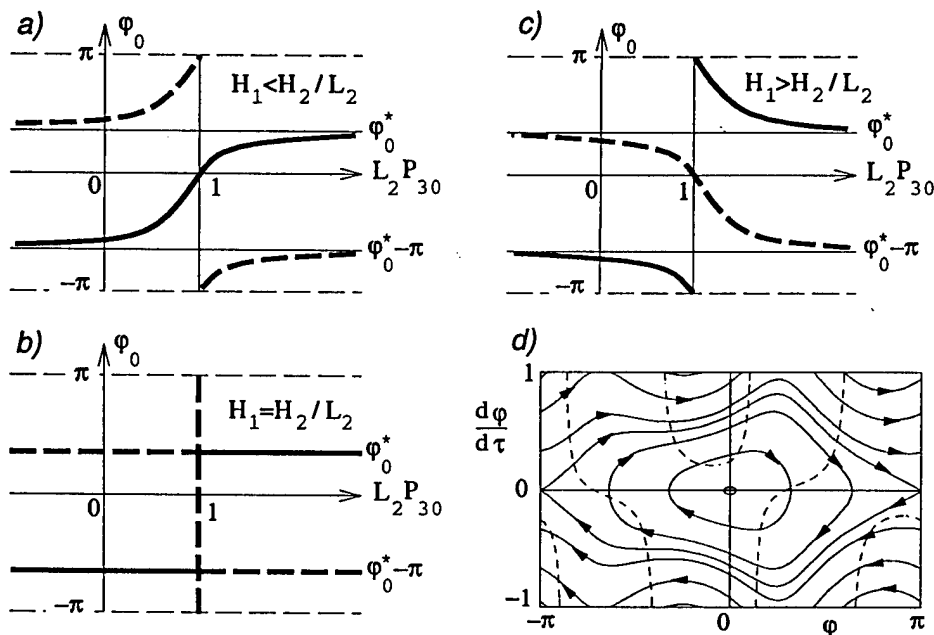 a)
φ₀
π
H₁<H₂/L₂
φ₀*
L₂P₃₀
0
1
φ₀*−π
−π
c)
φ₀
π
H₁>H₂/L₂
φ₀*
L₂P₃₀
0
1
φ₀*−π
−π
b)
φ₀
π
H₁=H₂/L₂
φ₀*
L₂P₃₀
0
1
φ₀*−π
−π
d)
1
dφ
dτ
0
-1
-π
0
φ
π